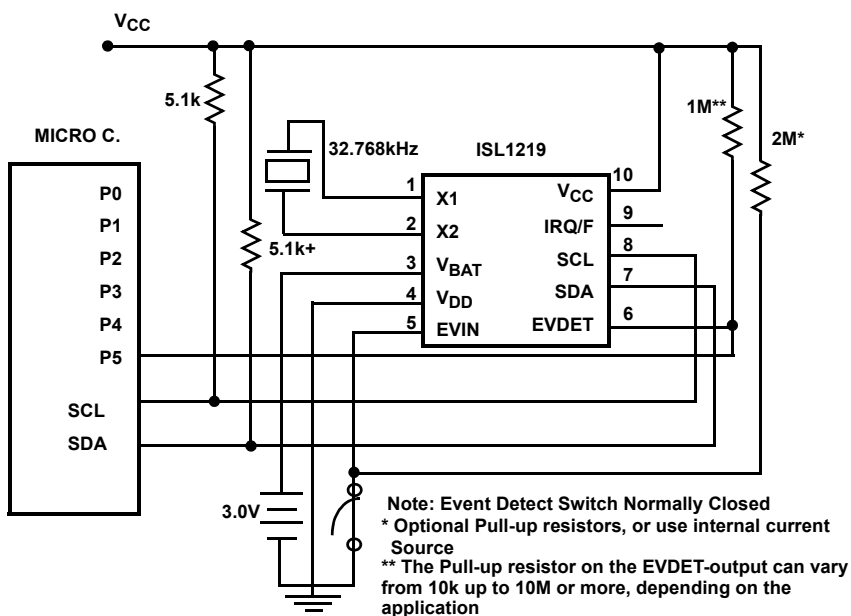 VCC
5.1k
1M**
2M*
MICRO C.
32.768kHz
ISL1219
P0
P1
P2
P3
P4
P5
SCL
SDA
5.1k+
1
2
3
4
5
X1
X2
VBAT
VDD
EVIN
VCC
IRQ/F
SCL
SDA
EVDET
10
9
8
7
6
3.0V
Note: Event Detect Switch Normally Closed
* Optional Pull-up resistors, or use internal current
Source
** The Pull-up resistor on the EVDET-output can vary
from 10k up to 10M or more, depending on the
application